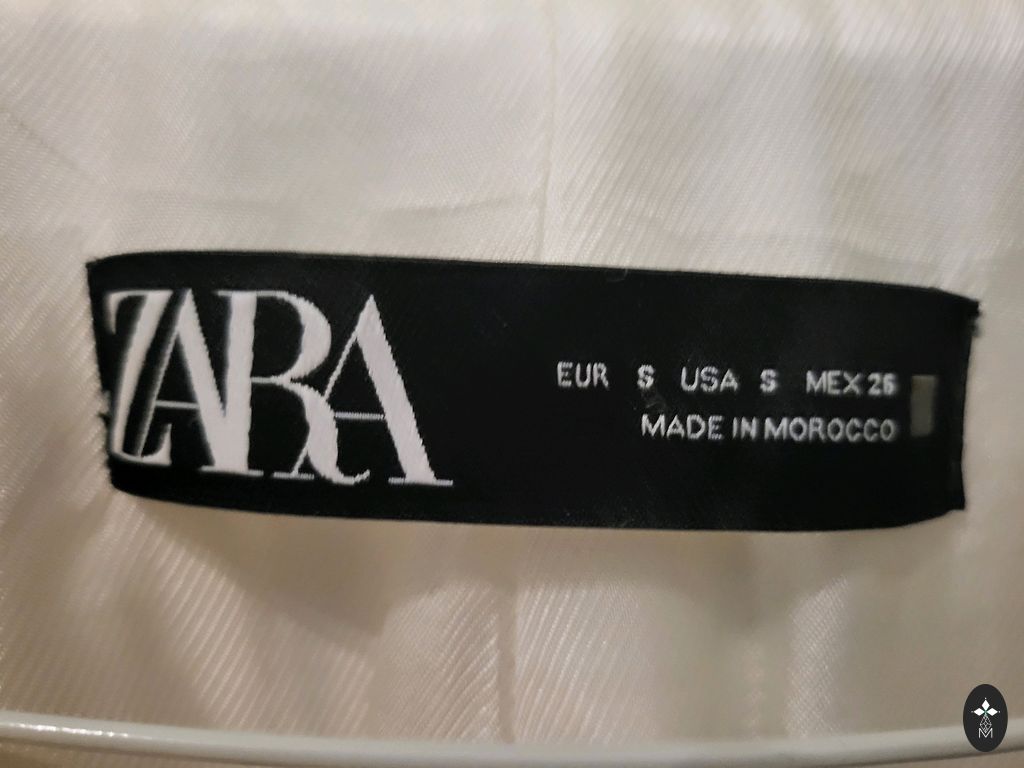 ZARA
EUR S USA S MEX 26
MADE IN MOROCCO
M